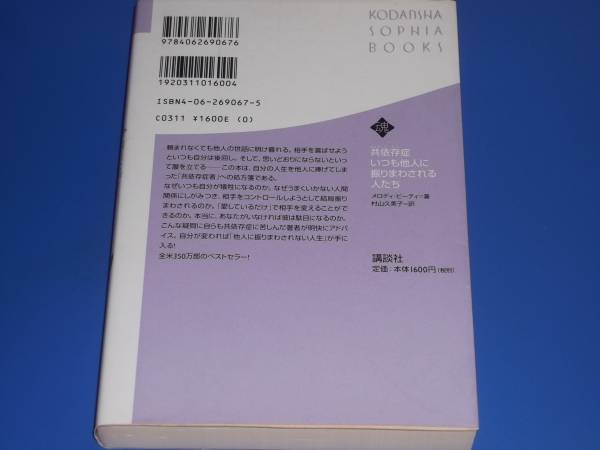 KODANSHA
SOPHIA
BOOKS
9784062690676
1920311016004
ISBN4-06-269067-5
C0311 ¥1600E (0)
頼まれなくても他人の世話に明け暮れる。相手を喜ばせよう
といつも自分は後回し。そして、思いどおりにならないといっ
て腹を立てる――この本は、自分の人生を他人に捧げてしま
った「共依存症者」への処方箋である。
なぜいつも自分が犠牲になるのか。なぜうまくいかない人間
関係にしがみつき、相手をコントロールしようとして結局振り
まわされるのか。「愛しているだけ」で相手を変えることがで
きるのか。本当に、あなたがいなければ彼は駄目になるのか。
こんな疑問に自らも共依存症に苦しんだ著者が明快にアドバ
イス。自分が変われば「他人に振りまわされない人生」が手に
入る!
全米350万部のベストセラー!
魂
共依存症
いつも他人に
振りまわされる
人たち
メロディ・ビーティ=著
村山久美子=訳
講談社
定価:本体1600円(税別)